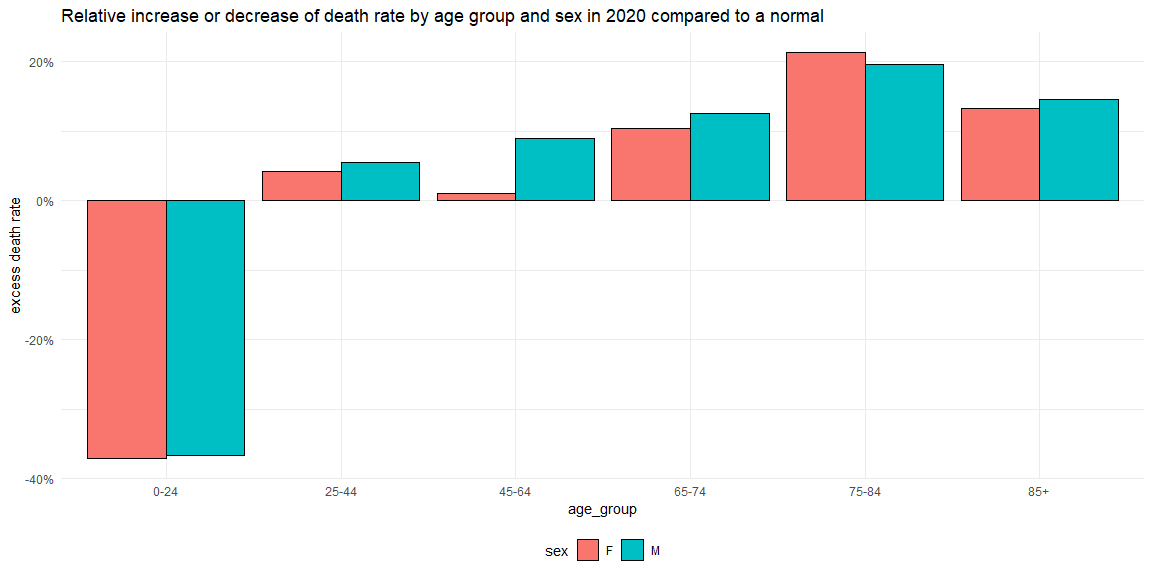 Relative increase or decrease of death rate by age group and sex in 2020 compared to a normal
excess death rate
20%
0%
-20%
-40%
0-24 25-44 45-64 65-74 75-84 85+
age_group
sex F M